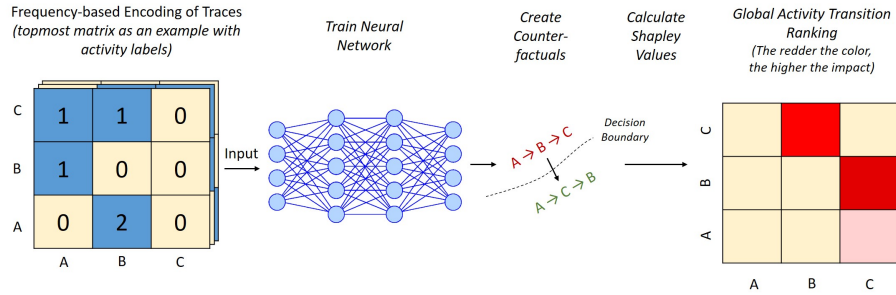 Frequency-based Encoding of Traces
(topmost matrix as an example with
activity labels)
Train Neural
Network
Create
Counter-
factuals
Calculate
Shapley
Values
Global Activity Transition
Ranking
(The redder the color,
the higher the impact)
C
1 1 0
B
1 0 0
A
0 2 0
A B C
Input
A → B → C
A → C → B
Decision
Boundary
C
B
A
A B C